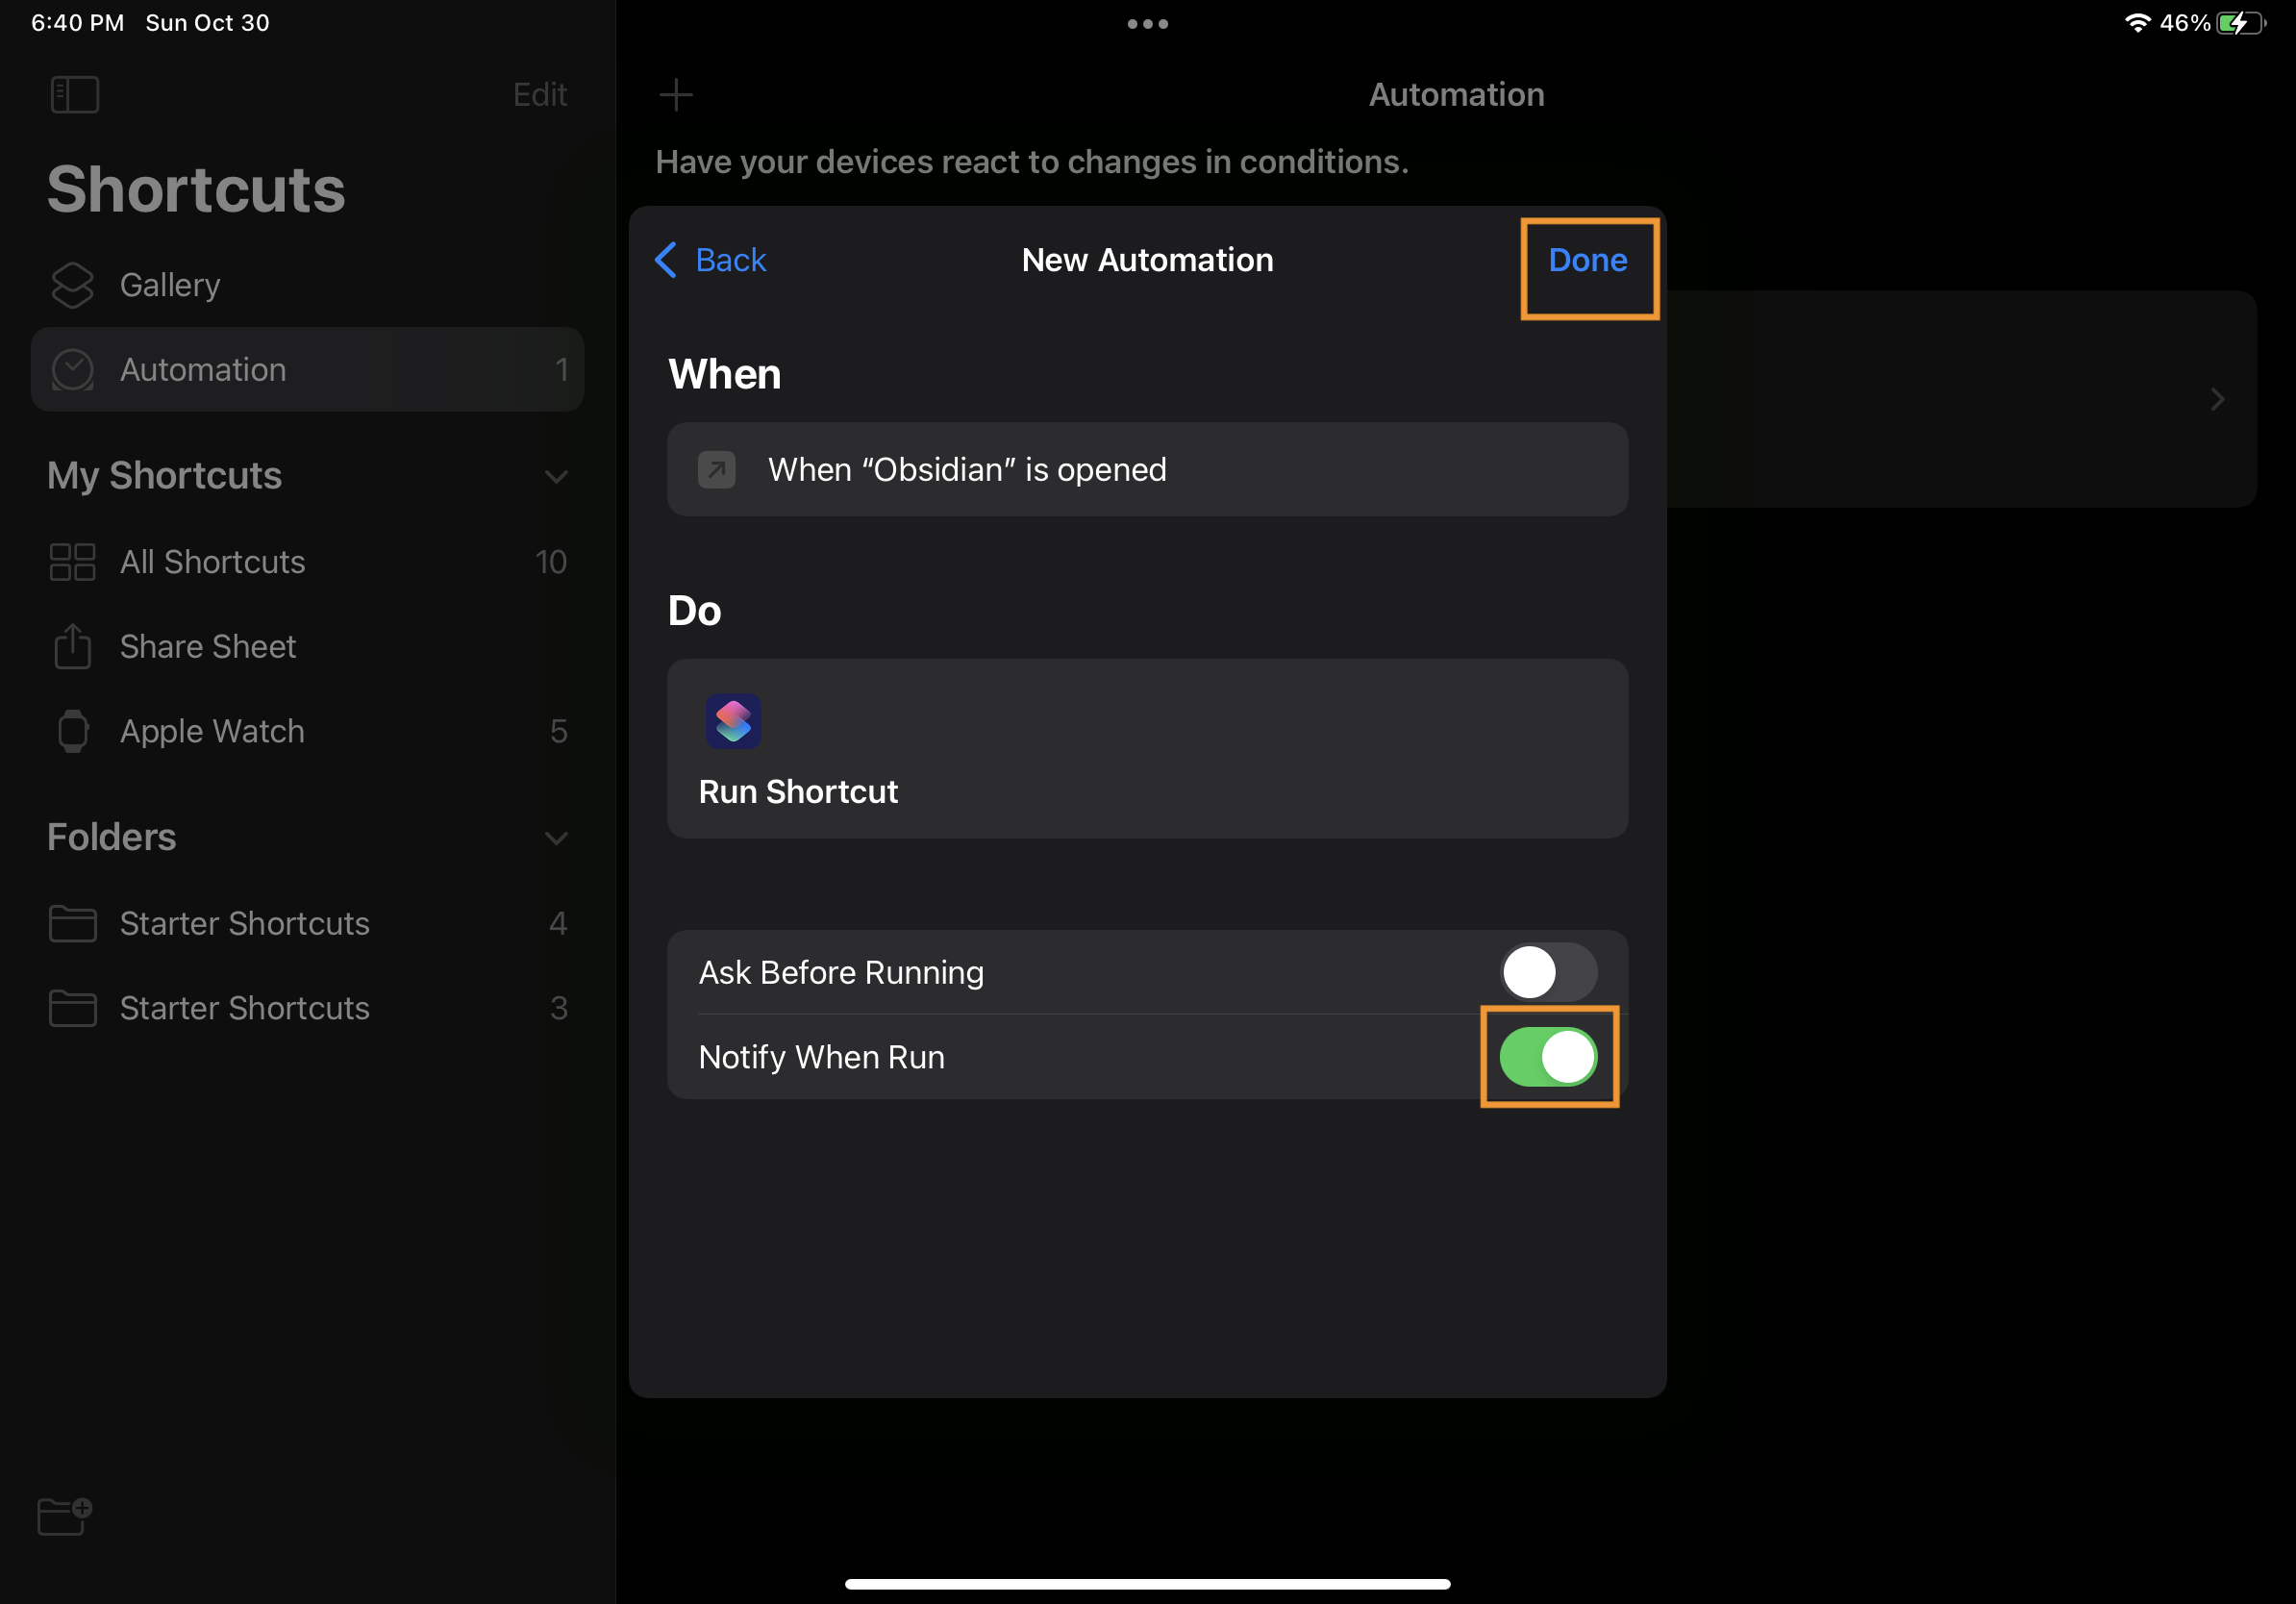 6:40 PM Sun Oct 30
46%
Edit
Shortcuts
Gallery
Automation 1
My Shortcuts
All Shortcuts 10
Share Sheet
Apple Watch 5
Folders
Starter Shortcuts 4
Starter Shortcuts 3
Automation
Have your devices react to changes in conditions.
Back New Automation Done
When
When “Obsidian” is opened
Do
Run Shortcut
Ask Before Running
Notify When Run